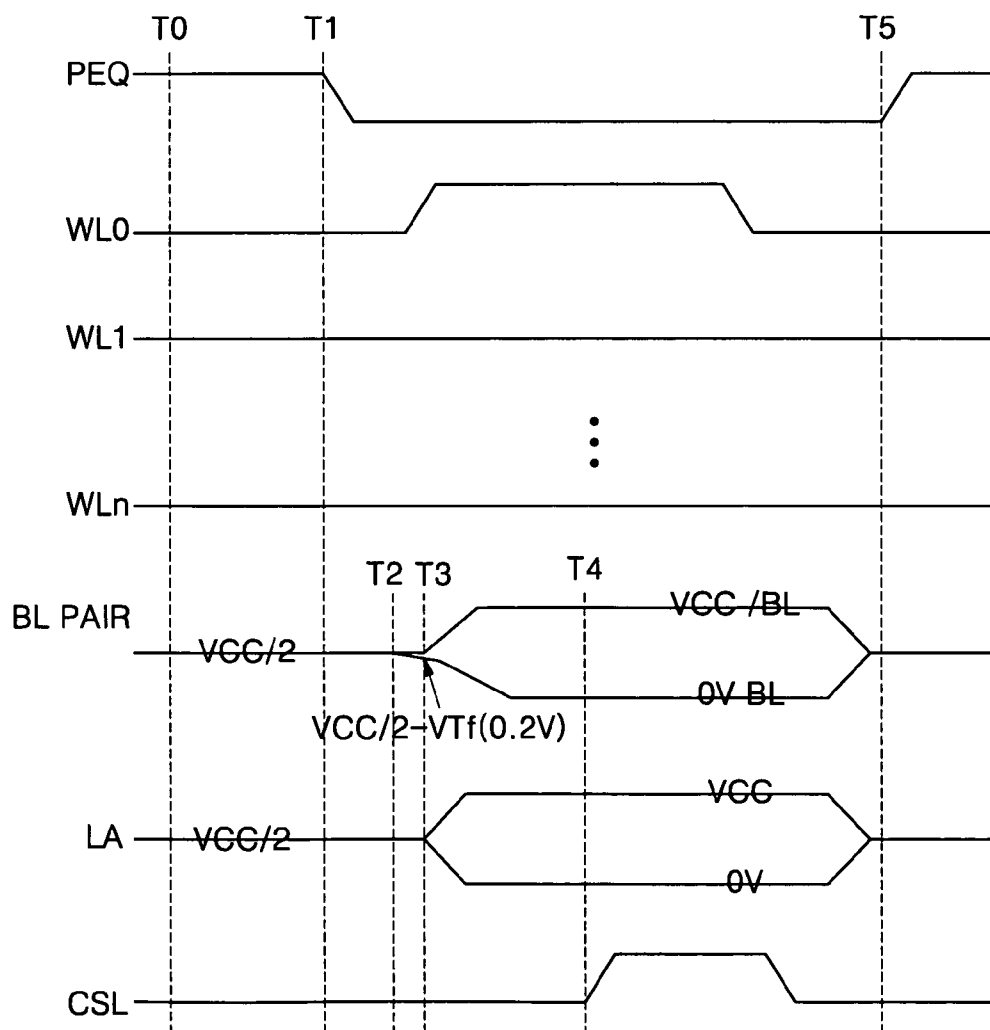 T0 T1 T5
PEQ
WL0
WL1
WLn
T2 T3 T4
BL PAIR
VCC /BL
VCC/2
0V BL
VCC/2-VTf(0.2V)
VCC
LA
VCC/2
0V
CSL